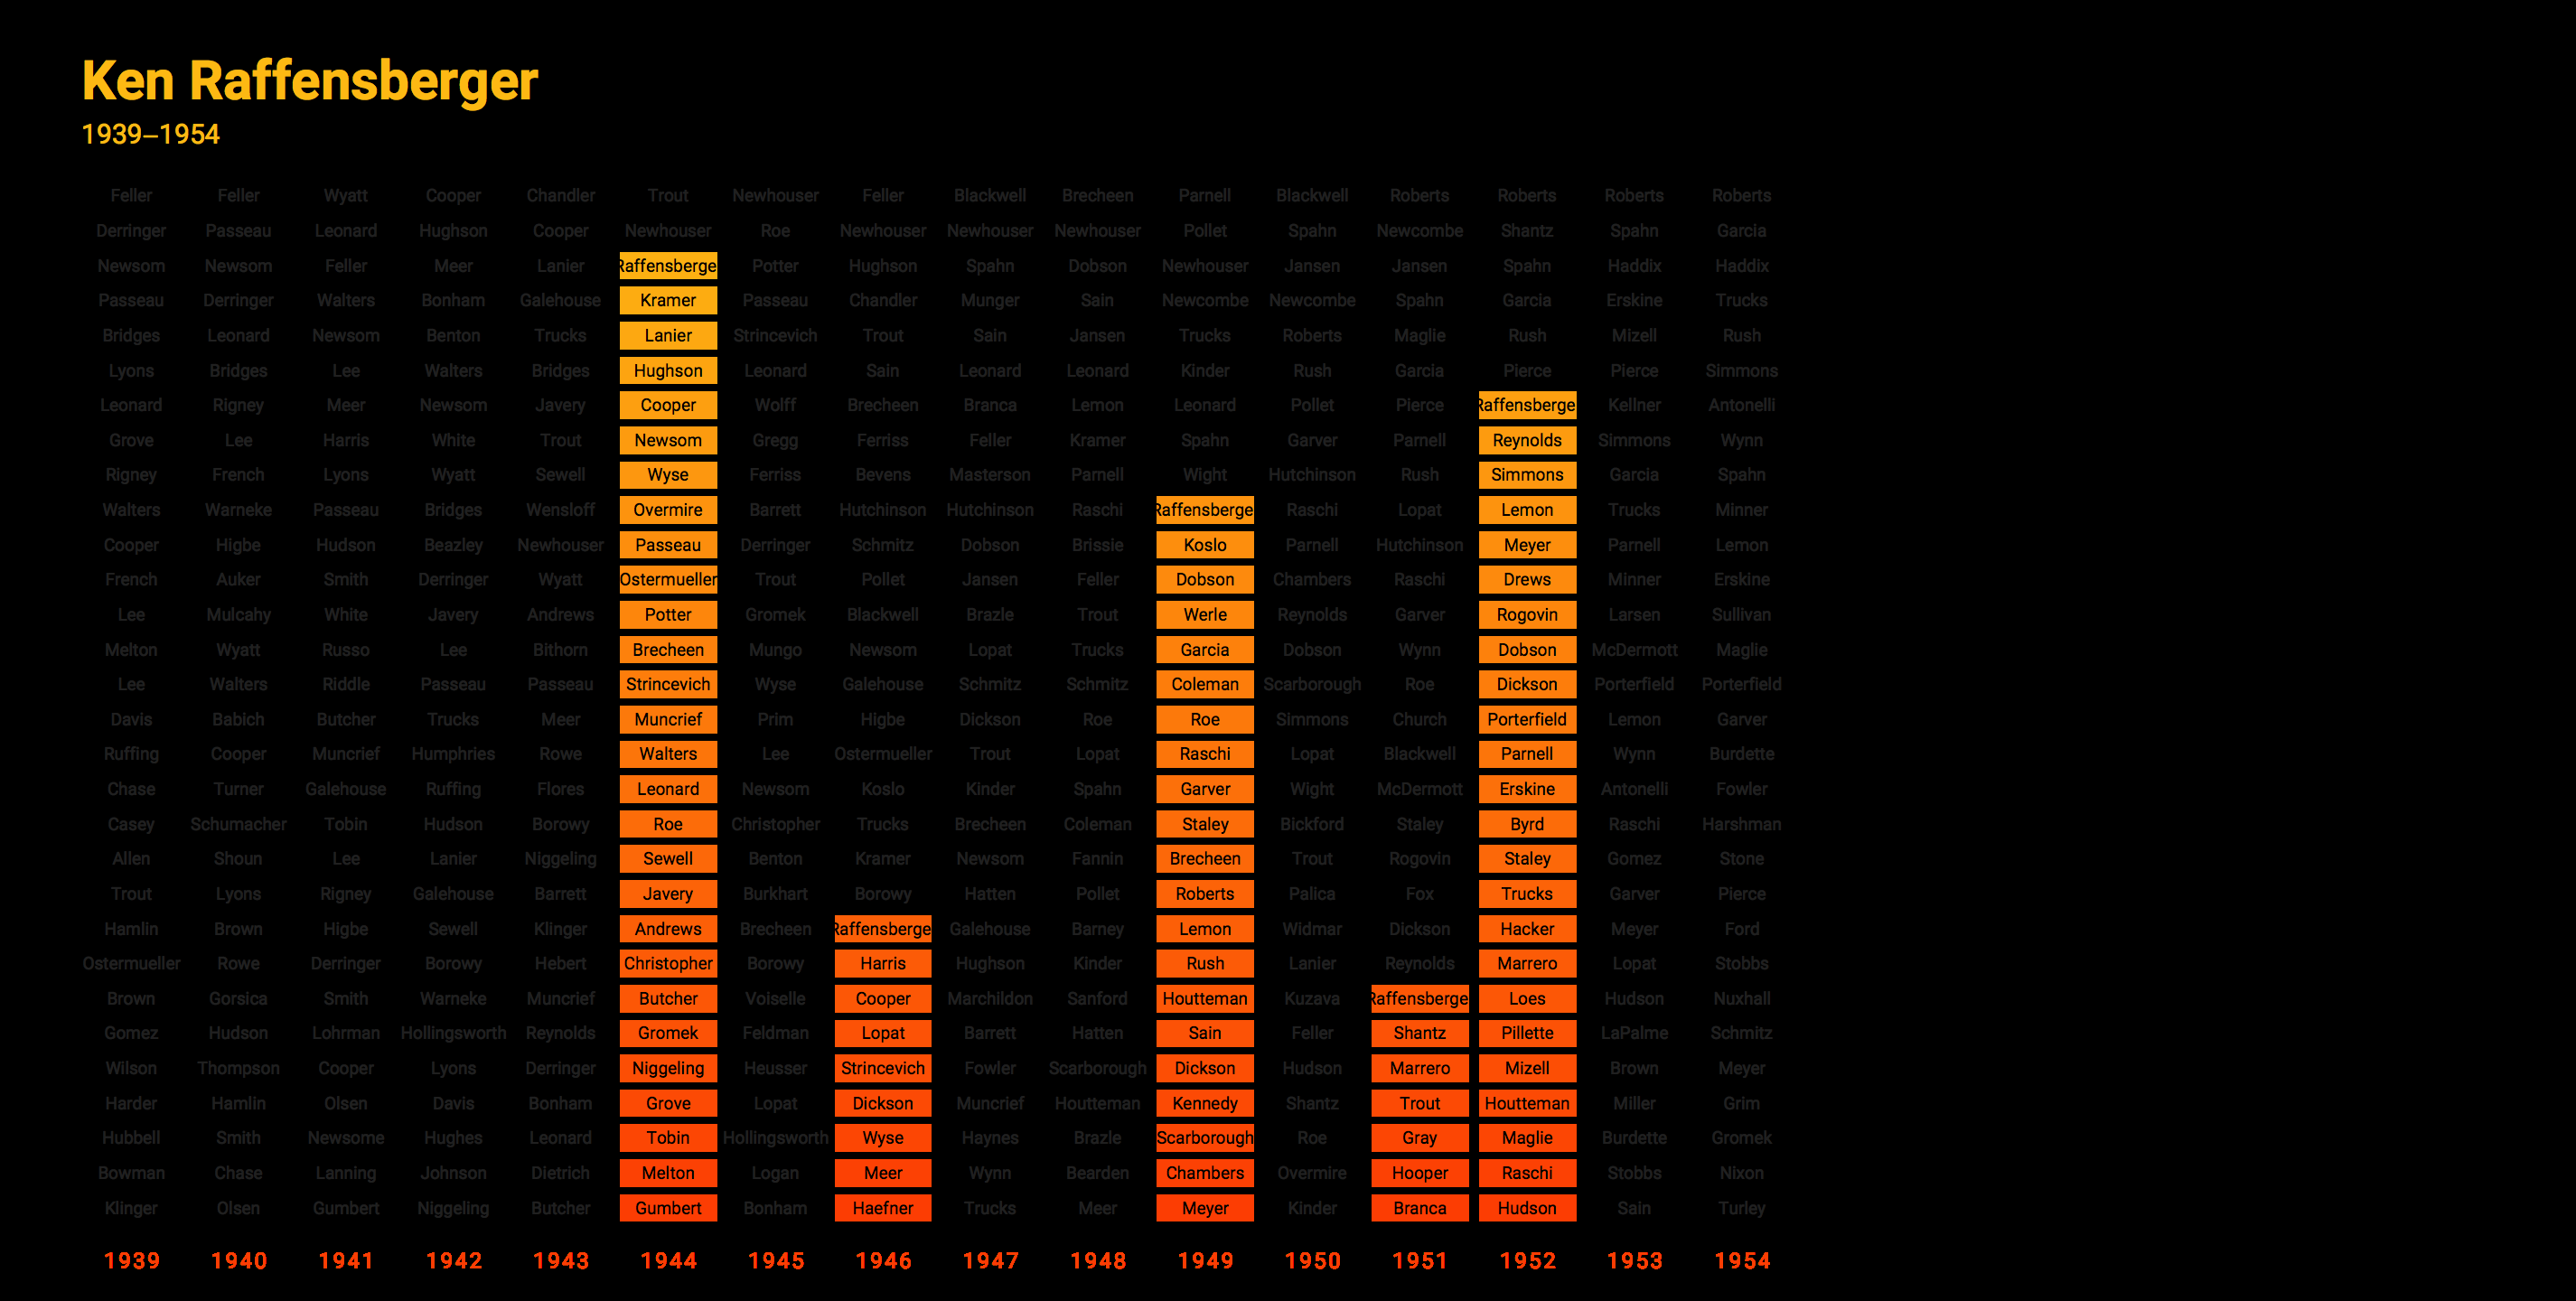 Ken Raffensberger
1939–1954
Feller Feller Wyatt Cooper Chandler Trout Newhouser Feller Blackwell Brecheen Parnell Blackwell Roberts Roberts Roberts Roberts
Derringer Passeau Leonard Hughson Cooper Newhouser Roe Newhouser Newhouser Newhouser Pollet Spahn Newcombe Shantz Spahn Garcia
Newsom Newsom Feller Meer Lanier Raffensberge Potter Hughson Spahn Dobson Newhouser Jansen Jansen Spahn Haddix Haddix
Passeau Derringer Walters Bonham Galehouse Kramer Passeau Chandler Munger Sain Newcombe Newcombe Spahn Garcia Erskine Trucks
Bridges Leonard Newsom Benton Trucks Lanier Strincevich Trout Sain Jansen Trucks Roberts Maglie Rush Mizell Rush
Lyons Bridges Lee Walters Bridges Hughson Leonard Sain Leonard Leonard Kinder Rush Garcia Pierce Pierce Simmons
Leonard Rigney Meer Newsom Javery Cooper Wolff Brecheen Branca Lemon Leonard Pollet Pierce Raffensberge Kellner Antonelli
Grove Lee Harris White Trout Newsom Gregg Ferriss Feller Kramer Spahn Garver Parnell Reynolds Simmons Wynn
Rigney French Lyons Wyatt Sewell Wyse Ferriss Bevens Masterson Parnell Wight Hutchinson Rush Simmons Garcia Spahn
Walters Warneke Passeau Bridges Wensloff Overmire Barrett Hutchinson Hutchinson Raschi Raffensberge Raschi Lopat Lemon Trucks Minner
Cooper Higbe Hudson Beazley Newhouser Passeau Derringer Schmitz Dobson Brissie Koslo Parnell Hutchinson Meyer Parnell Lemon
French Auker Smith Derringer Wyatt Ostermueller Trout Pollet Jansen Feller Dobson Chambers Raschi Drews Minner Erskine
Lee Mulcahy White Javery Andrews Potter Gromek Blackwell Brazle Trout Werle Reynolds Garver Rogovin Larsen Sullivan
Melton Wyatt Russo Lee Bithorn Brecheen Mungo Newsom Lopat Trucks Garcia Dobson Wynn Dobson McDermott Maglie
Lee Walters Riddle Passeau Passeau Strincevich Wyse Galehouse Schmitz Schmitz Coleman Scarborough Roe Dickson Porterfield Porterfield
Davis Babich Butcher Trucks Meer Muncrief Prim Higbe Dickson Roe Roe Simmons Church Porterfield Lemon Garver
Ruffing Cooper Muncrief Humphries Rowe Walters Lee Ostermueller Trout Lopat Raschi Lopat Blackwell Parnell Wynn Burdette
Chase Turner Galehouse Ruffing Flores Leonard Newsom Koslo Kinder Spahn Garver Wight McDermott Erskine Antonelli Fowler
Casey Schumacher Tobin Hudson Borowy Roe Christopher Trucks Brecheen Coleman Staley Bickford Staley Byrd Raschi Harshman
Allen Shoun Lee Lanier Niggeling Sewell Benton Kramer Newsom Fannin Brecheen Trout Rogovin Staley Gomez Stone
Trout Lyons Rigney Galehouse Barrett Javery Burkhart Borowy Hatten Pollet Roberts Palica Fox Trucks Garver Pierce
Hamlin Brown Higbe Sewell Klinger Andrews Brecheen Raffensberge Galehouse Barney Lemon Widmar Dickson Hacker Meyer Ford
Ostermueller Rowe Derringer Borowy Hebert Christopher Borowy Harris Hughson Kinder Rush Lanier Reynolds Marrero Lopat Stobbs
Brown Gorsica Smith Warneke Muncrief Butcher Voiselle Cooper Marchildon Sanford Houtteman Kuzava Raffensberge Loes Hudson Nuxhall
Gomez Hudson Lohrman Hollingsworth Reynolds Gromek Feldman Lopat Barrett Hatten Sain Feller Shantz Pillette LaPalme Schmitz
Wilson Thompson Cooper Lyons Derringer Niggeling Heusser Strincevich Fowler Scarborough Dickson Hudson Marrero Mizell Brown Meyer
Harder Hamlin Olsen Davis Bonham Grove Lopat Dickson Muncrief Houtteman Kennedy Shantz Trout Houtteman Miller Grim
Hubbell Smith Newsome Hughes Leonard Tobin Hollingsworth Wyse Haynes Brazle Scarborough Roe Gray Maglie Burdette Gromek
Bowman Chase Lanning Johnson Dietrich Melton Logan Meer Wynn Bearden Chambers Overmire Hooper Raschi Stobbs Nixon
Klinger Olsen Gumbert Niggeling Butcher Gumbert Bonham Haefner Trucks Meer Meyer Kinder Branca Hudson Sain Turley
1939 1940 1941 1942 1943 1944 1945 1946 1947 1948 1949 1950 1951 1952 1953 1954